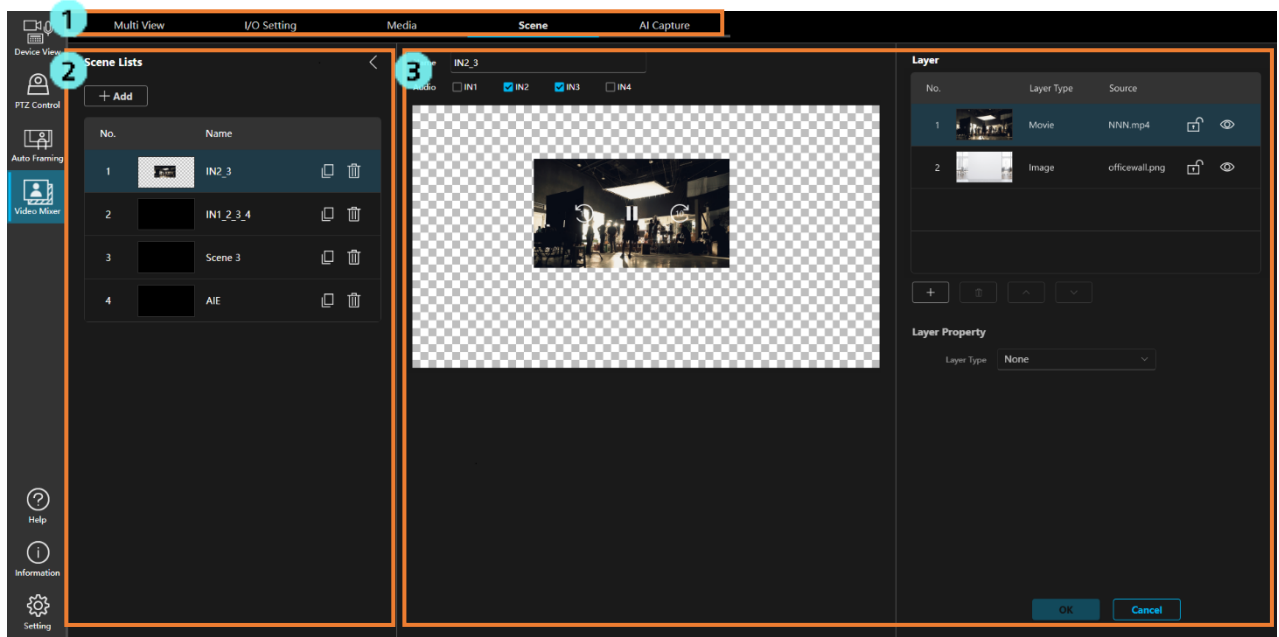 1
Multi View
I/O Setting
Media
Scene
AI Capture
Device View
PTZ Control
Auto Framing
Video Mixer
Help
Information
Setting
2
Scene Lists
+ Add
No. Name
1 IN2_3
2 IN1_2_3_4
3 Scene 3
4 AIE
3
IN2_3
Audio IN1 IN2 IN3 IN4
Layer
No. Layer Type Source
1 Movie NNN.mp4
2 Image officewall.png
Layer Property
Layer Type None
OK Cancel